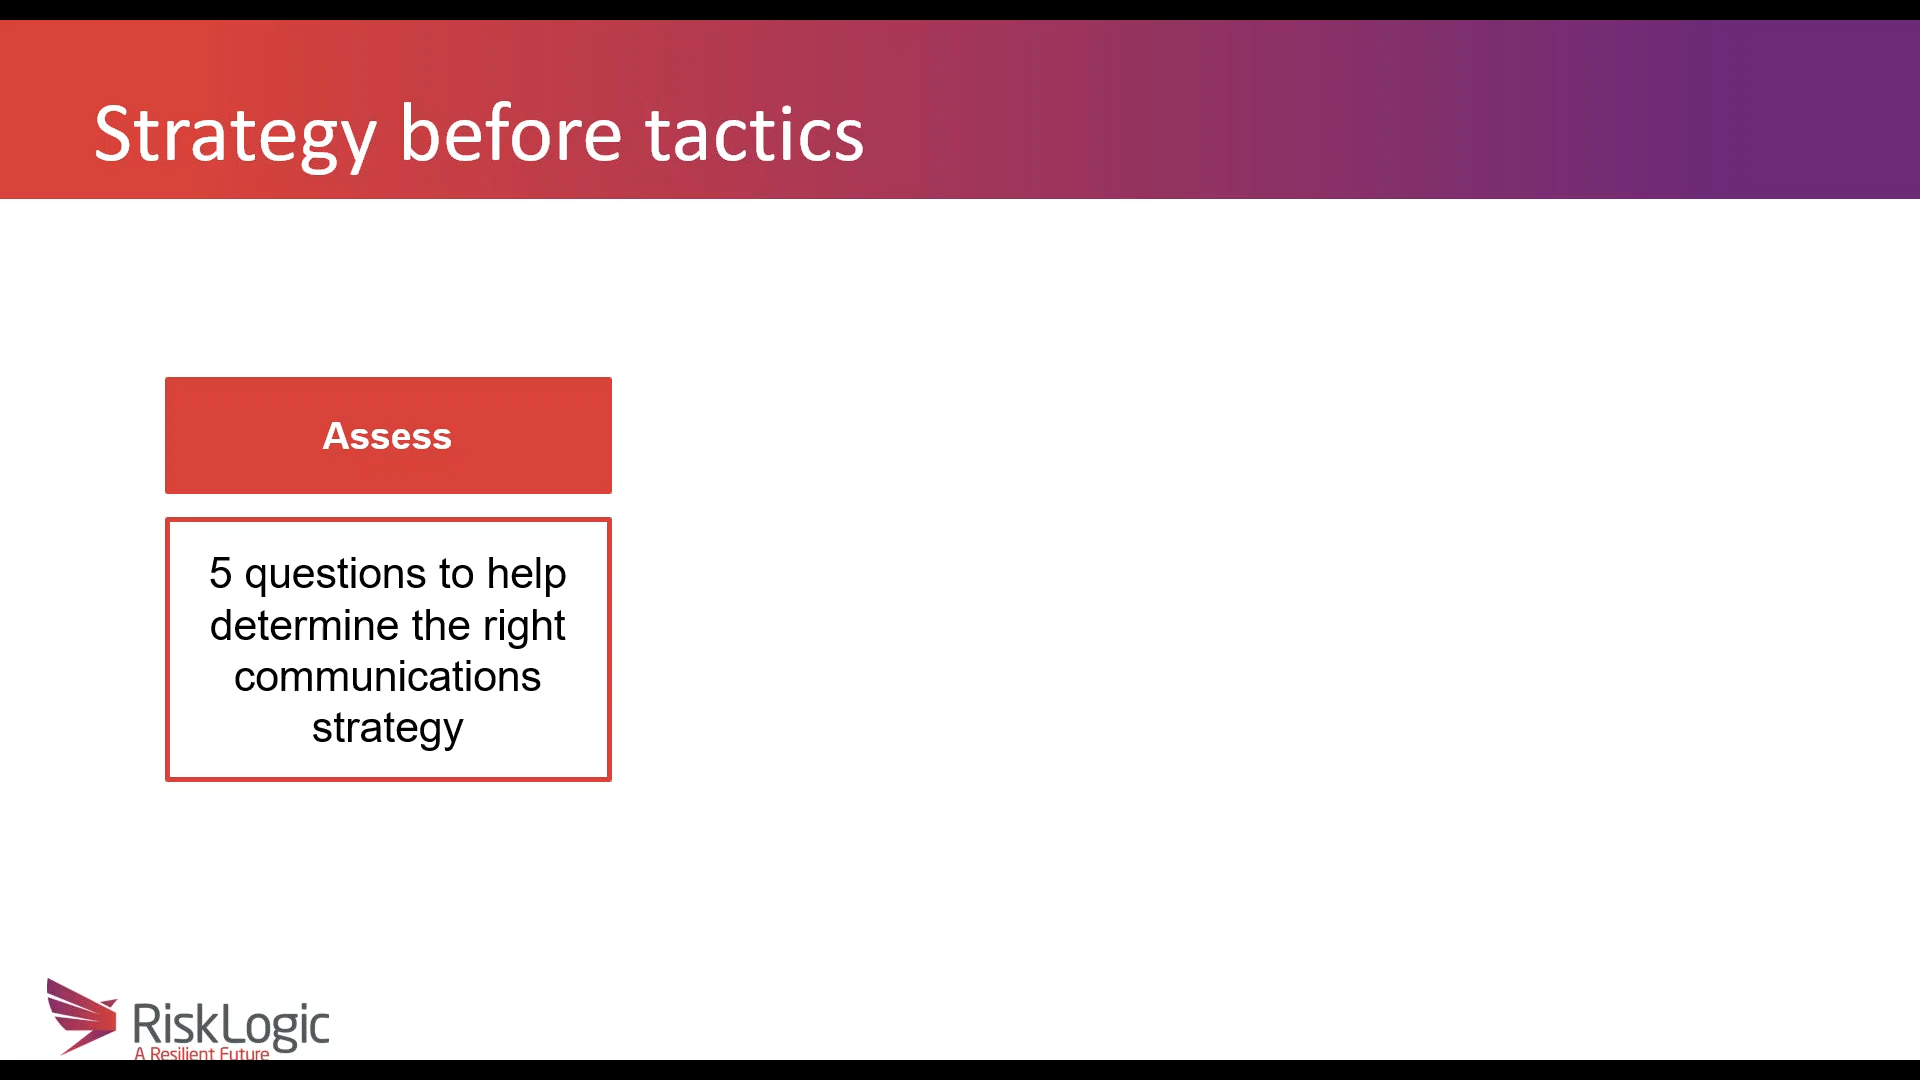 Strategy before tactics
Assess
5 questions to help
determine the right
communications
strategy
RiskLogic
A Resilient Future